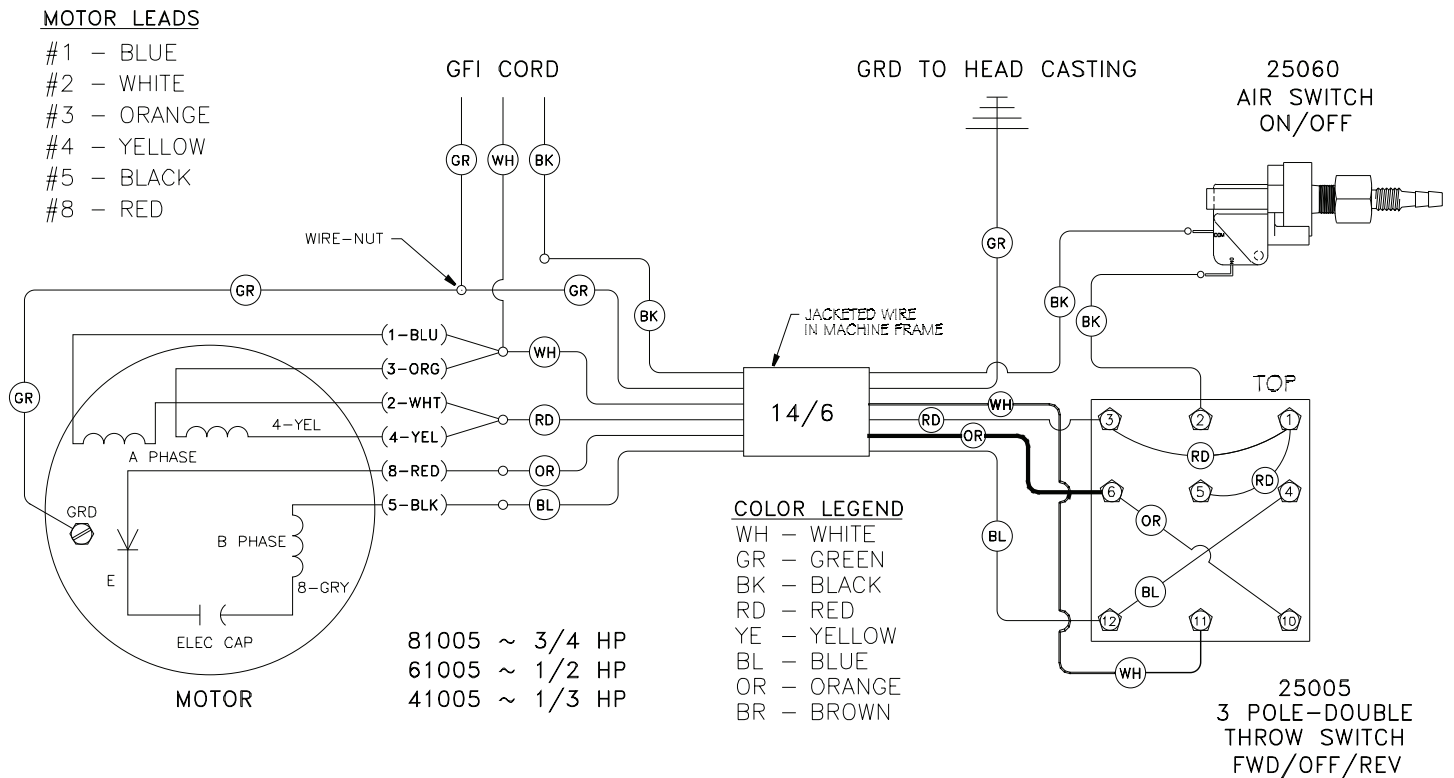 MOTOR LEADS
#1 – BLUE
#2 – WHITE
#3 – ORANGE
#4 – YELLOW
#5 – BLACK
#8 – RED
GFI CORD
GR
WH
BK
WIRE–NUT
GRD TO HEAD CASTING
GR
25060
AIR SWITCH
ON/OFF
COM
BK
BK
GR
GR
BK
GR
(1–BLU)
(3–ORG)
(2–WHT)
(4–YEL)
(8–RED)
(5–BLK)
WH
RD
OR
BL
4–YEL
A PHASE
GRD
B PHASE
E
8–GRY
ELEC CAP
MOTOR
JACKETED WIRE
IN MACHINE FRAME
14/6
WH
RD
OR
BL
WH
TOP
3
2
1
RD
RD
6
5
4
OR
BL
12
11
10
81005 ~ 3/4 HP
61005 ~ 1/2 HP
41005 ~ 1/3 HP
COLOR LEGEND
WH – WHITE
GR – GREEN
BK – BLACK
RD – RED
YE – YELLOW
BL – BLUE
OR – ORANGE
BR – BROWN
25005
3 POLE–DOUBLE
THROW SWITCH
FWD/OFF/REV